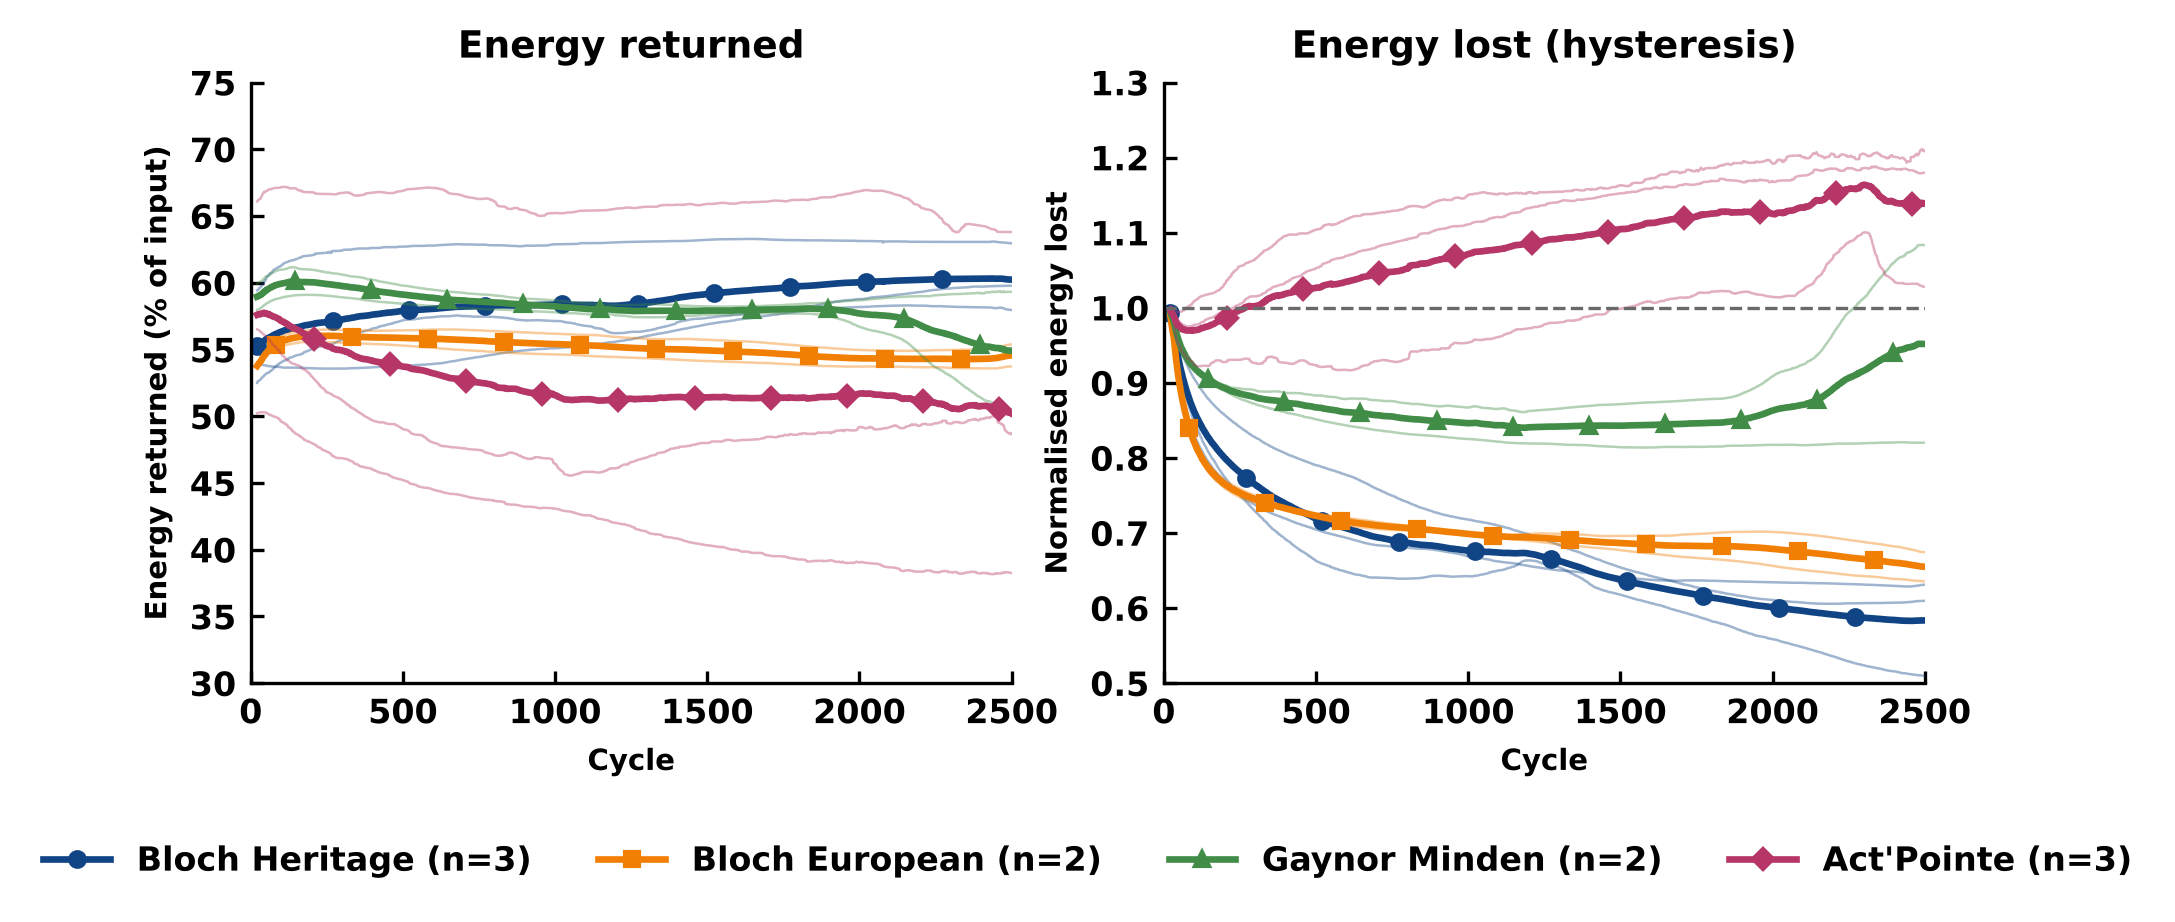 Energy returned
Energy lost (hysteresis)
Energy returned (% of input)
75
70
65
60
55
50
45
40
35
30
0 500 1000 1500 2000 2500
Cycle
Normalised energy lost
1.3
1.2
1.1
1.0
0.9
0.8
0.7
0.6
0.5
0 500 1000 1500 2000 2500
Cycle
Bloch Heritage (n=3) Bloch European (n=2) Gaynor Minden (n=2) Act'Pointe (n=3)